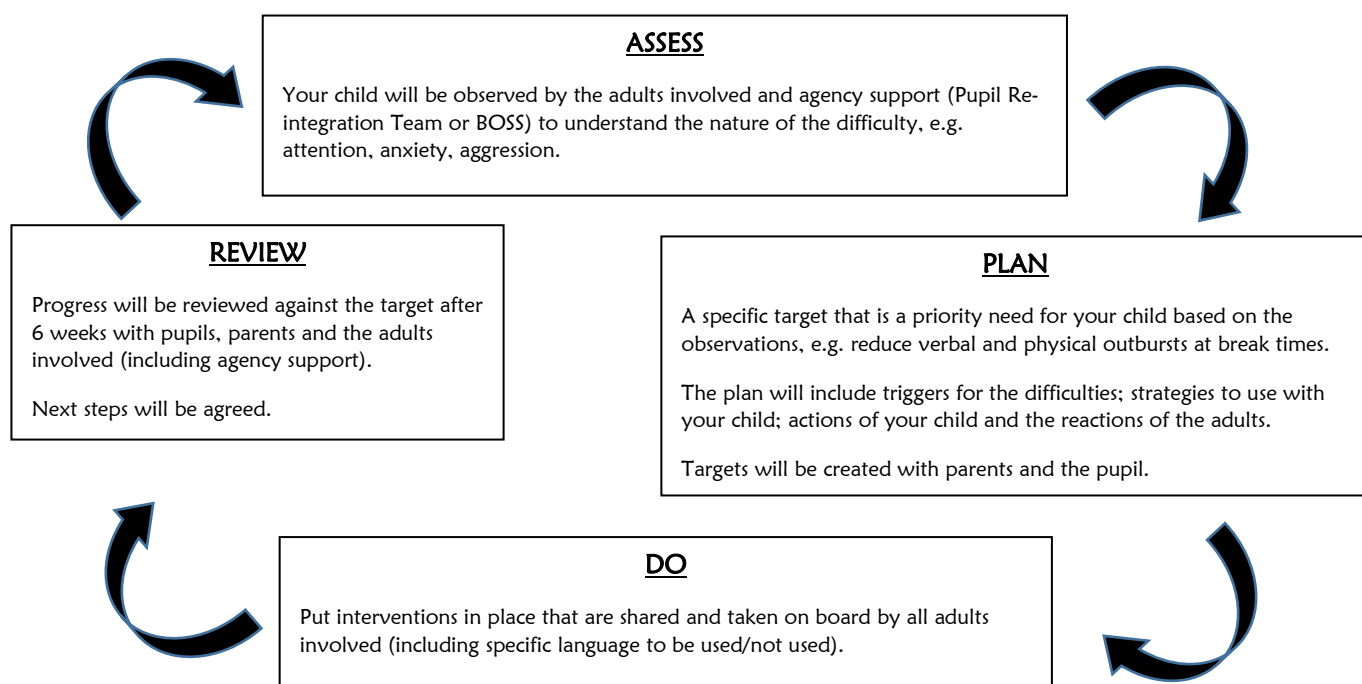 ASSESS
Your child will be observed by the adults involved and agency support (Pupil Re-
integration Team or BOSS) to understand the nature of the difficulty, e.g.
attention, anxiety, aggression.
PLAN
A specific target that is a priority need for your child based on the
observations, e.g. reduce verbal and physical outbursts at break times.
The plan will include triggers for the difficulties; strategies to use with
your child; actions of your child and the reactions of the adults.
Targets will be created with parents and the pupil.
DO
Put interventions in place that are shared and taken on board by all adults
involved (including specific language to be used/not used).
REVIEW
Progress will be reviewed against the target after
6 weeks with pupils, parents and the adults
involved (including agency support).
Next steps will be agreed.